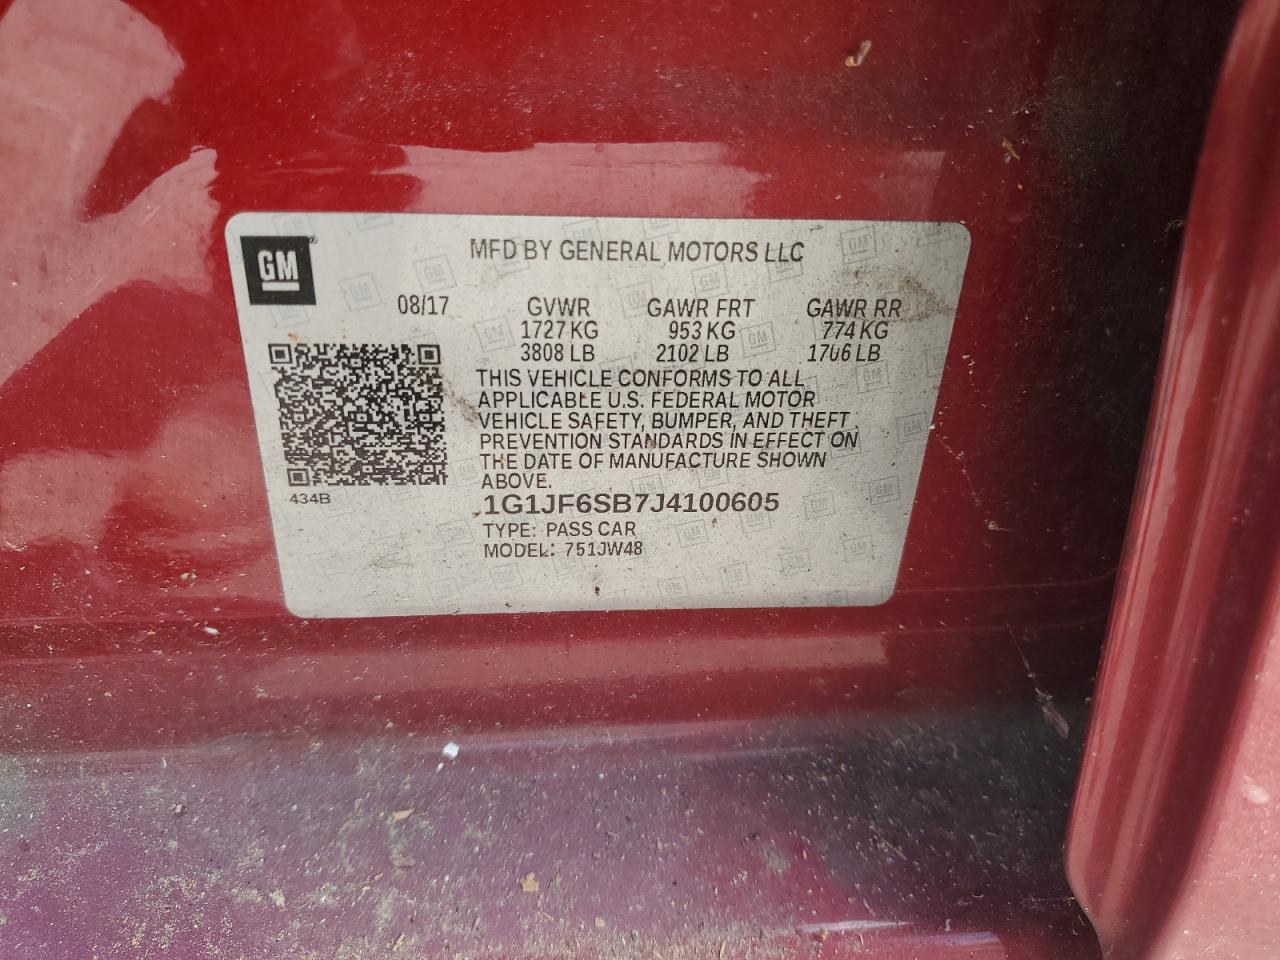 GM
MFD BY GENERAL MOTORS LLC
08/17
GVWR GAWR FRT GAWR RR
1727 KG 953 KG 774 KG
3808 LB 2102 LB 1706 LB
THIS VEHICLE CONFORMS TO ALL
APPLICABLE U.S. FEDERAL MOTOR
VEHICLE SAFETY, BUMPER, AND THEFT
PREVENTION STANDARDS IN EFFECT ON
THE DATE OF MANUFACTURE SHOWN
ABOVE.
434B
1G1JF6SB7J4100605
TYPE: PASS CAR
MODEL: 751JW48